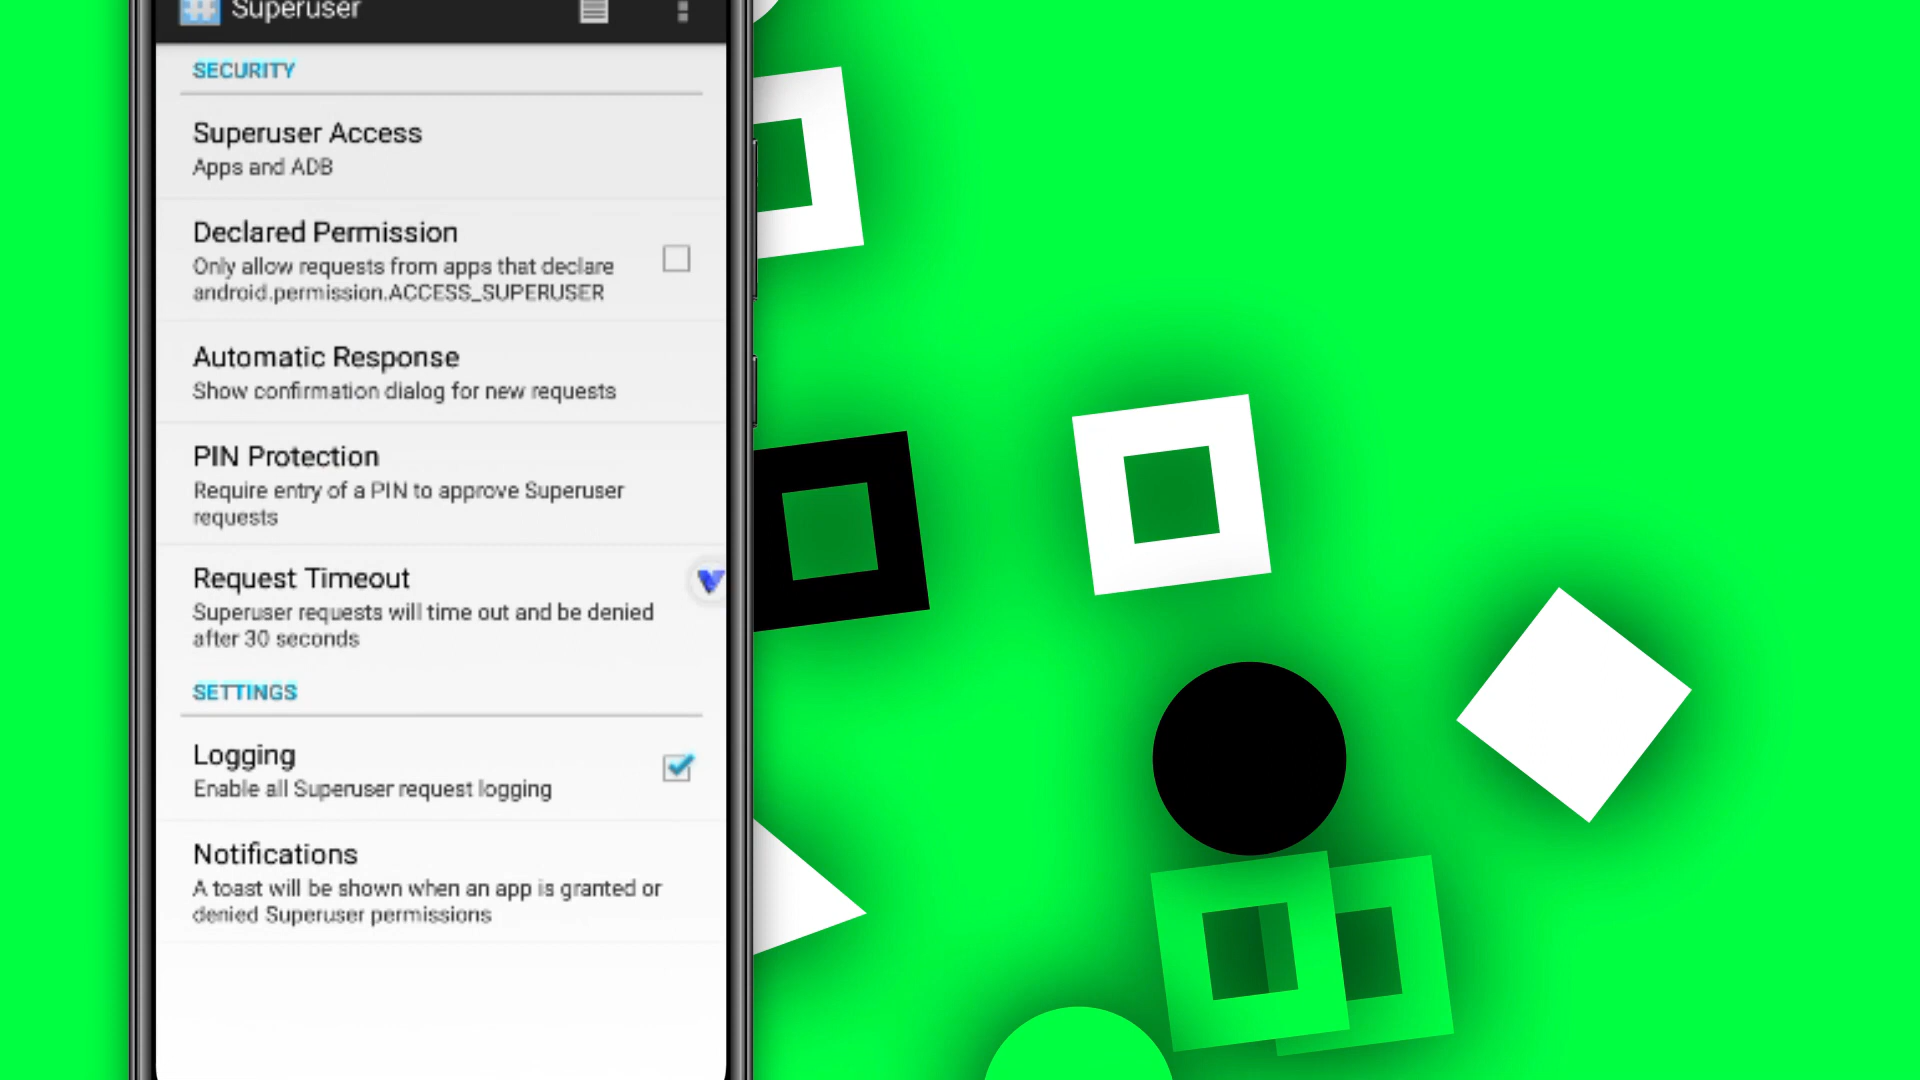 Superuser
SECURITY
Superuser Access
Apps and ADB
Declared Permission
Only allow requests from apps that declare
android.permission.ACCESS_SUPERUSER
Automatic Response
Show confirmation dialog for new requests
PIN Protection
Require entry of a PIN to approve Superuser
requests
Request Timeout
Superuser requests will time out and be denied
after 30 seconds
SETTINGS
Logging
Enable all Superuser request logging
Notifications
A toast will be shown when an app is granted or
denied Superuser permissions